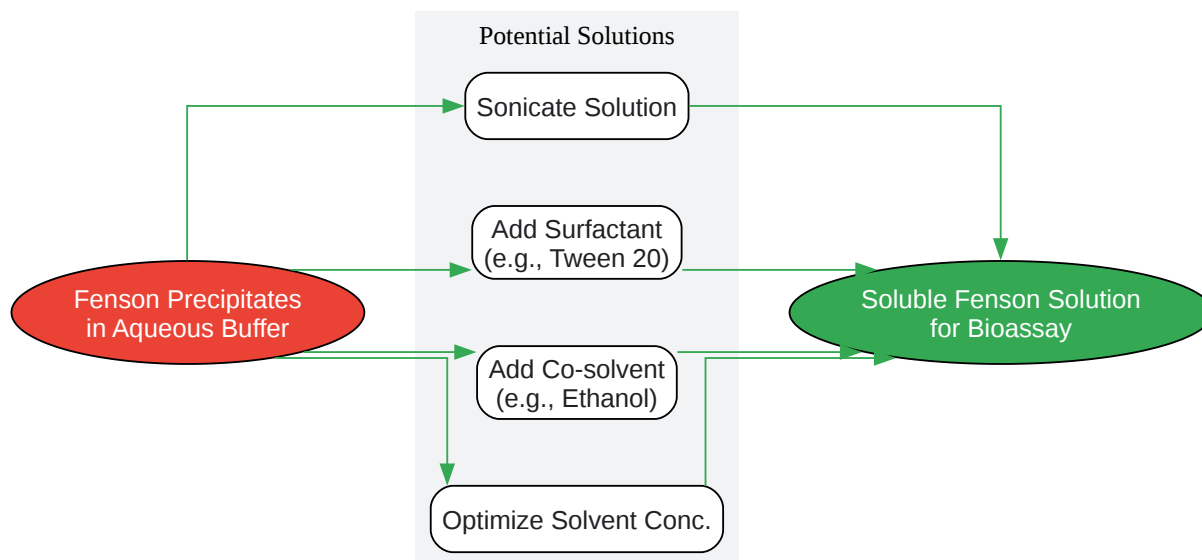 Potential Solutions
Sonicate Solution
Add Surfactant
(e.g., Tween 20)
Fenson Precipitates
in Aqueous Buffer
Soluble Fenson Solution
for Bioassay
Add Co-solvent
(e.g., Ethanol)
Optimize Solvent Conc.